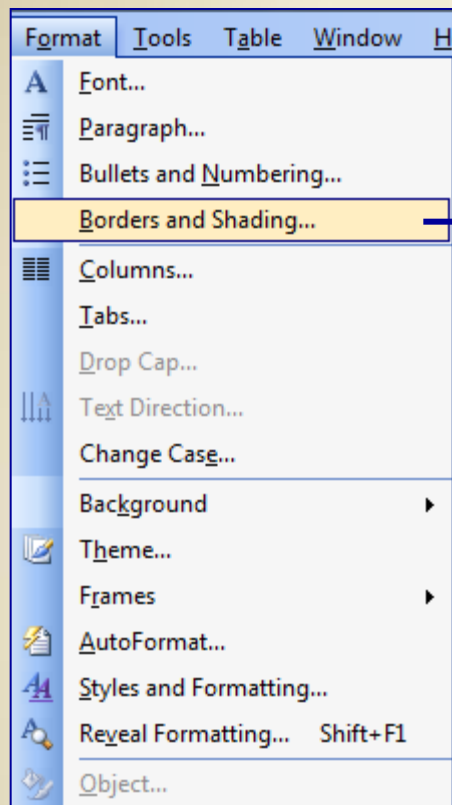 Format Tools Table Window H
Font...
Paragraph...
Bullets and Numbering...
Borders and Shading...
Columns...
Tabs...
Drop Cap...
Text Direction...
Change Case...
Background
Theme...
Frames
AutoFormat...
Styles and Formatting...
Reveal Formatting... Shift+F1
Object...